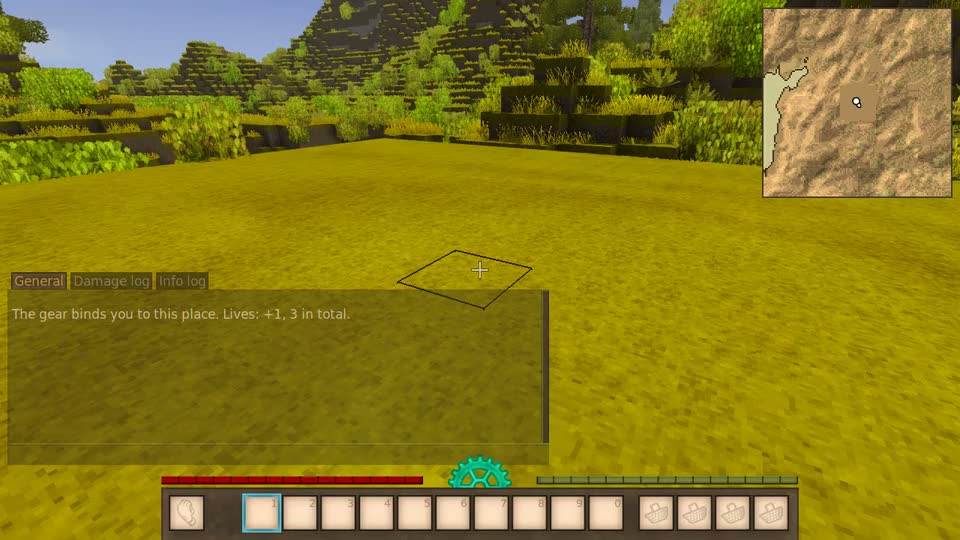 General Damage log Info log
The gear binds you to this place. Lives: +1, 3 in total.
1 2 3 4 5 6 7 8 9 0